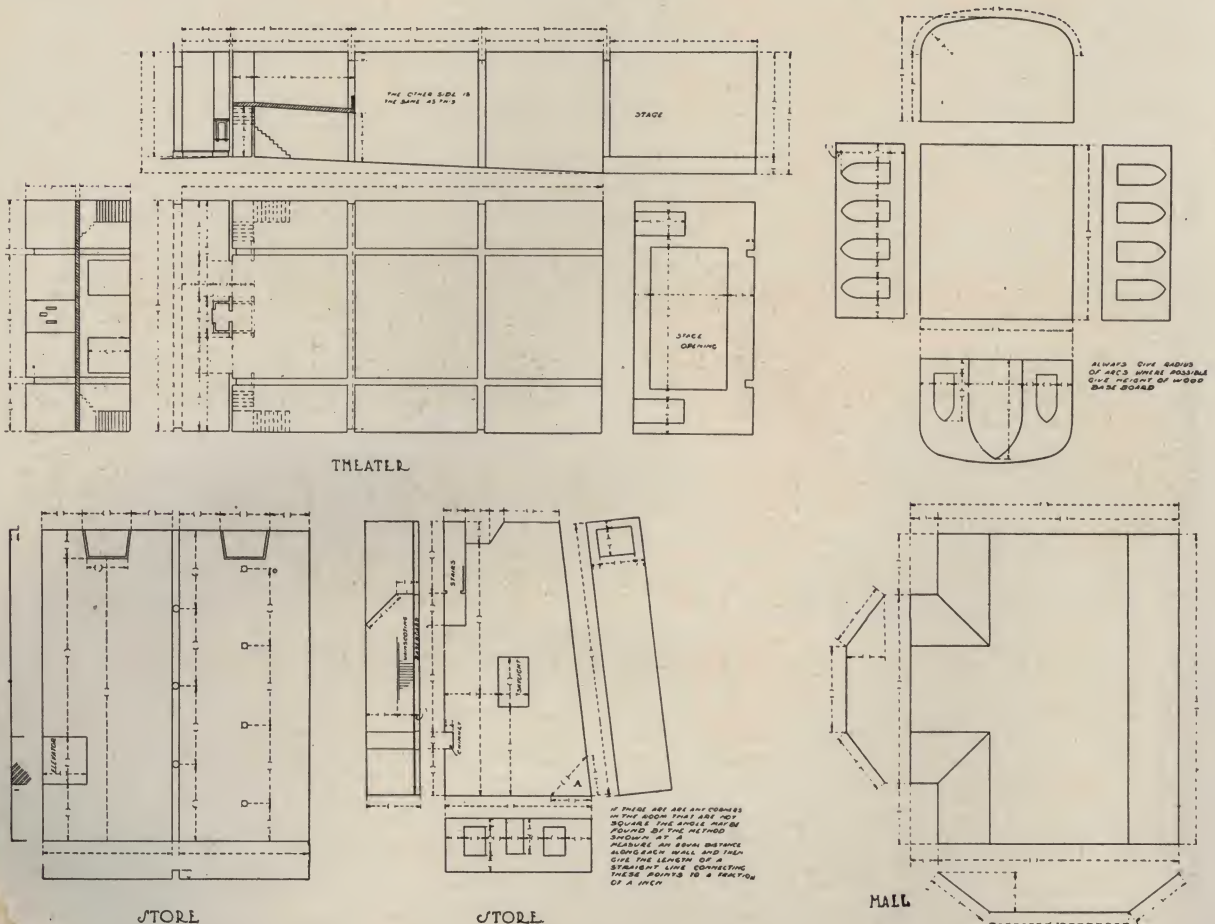 THE OTHER SIDE IS
THE SAME AS THIS
STAGE
STAGE
OPENING
ALWAYS GIVE RADIUS
OF ARCS WHERE POSSIBLE
GIVE HEIGHT OF WOOD
BASE BOARD
THEATER
STAIRS
WAINSCOTING
BASEBOARD
SKYLIGHT
ELEVATOR
CHIMNEY
A
IF THERE ARE ARE ANY CORNERS
IN THE ROOM THAT ARE NOT
SQUARE THE ANGLE MAY BE
FOUND BY THE METHOD
SHOWN AT A
MEASURE AN EQUAL DISTANCE
ALONG EACH WALL AND THEN
GIVE THE LENGTH OF A
STRAIGHT LINE CONNECTING
THESE POINTS TO A FRACTION
OF A INCH
STORE
STORE
HALL